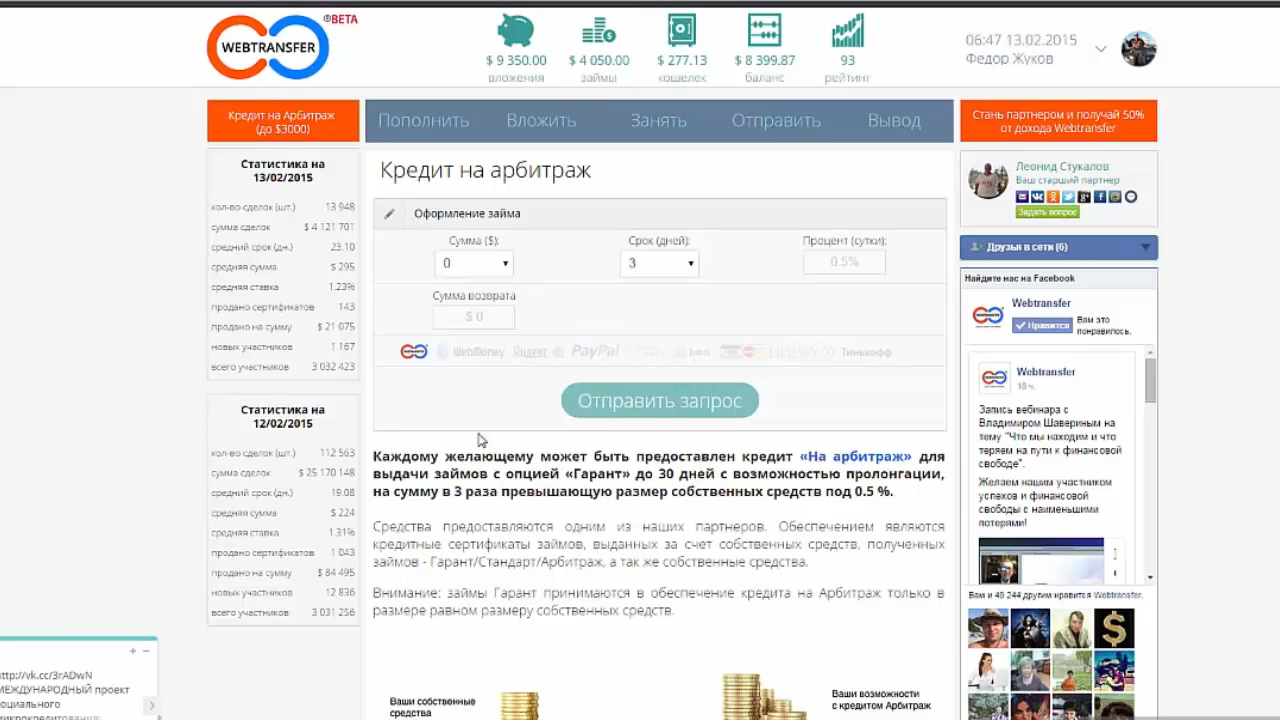 WEBTRANSFER
®BETA
$ 9 350.00
вложения
$ 4 050.00
займы
$ 277.13
кошелек
$ 8 399.87
баланс
93
рейтинг
06:47 13.02.2015
Федор Жуков
Кредит на Арбитраж
(до $3000)
Пополнить
Вложить
Занять
Отправить
Вывод
Стань партнером и получай 50%
от дохода Webtransfer
Статистика на
13/02/2015
кол-во сделок (шт.) 13 948
сумма сделок $ 4 121 701
средний срок (дн.) 23.10
средняя сумма $ 295
средняя ставка 1.23%
продано сертификатов 143
продано на сумму $ 21 075
новых участников 1 167
всего участников 3 032 423
Статистика на
12/02/2015
кол-во сделок (шт.) 112 563
сумма сделок $ 25 170 148
средний срок (дн.) 19.08
средняя сумма $ 224
средняя ставка 1.31%
продано сертификатов 1 043
продано на сумму $ 84 495
новых участников 12 836
всего участников 3 031 256
Кредит на арбитраж
Оформление займа
Сумма ($):
Срок (дней):
Процент (сутки):
0
3
0.5%
Сумма возврата
$ 0
WebMoney
Яндекс
PayPal
Банк
Тинькофф
Отправить запрос
Каждому желающему может быть предоставлен кредит «На арбитраж» для
выдачи займов с опцией «Гарант» до 30 дней с возможностью пролонгации,
на сумму в 3 раза превышающую размер собственных средств под 0.5 %.
Средства предоставляются одним из наших партнеров. Обеспечением являются
кредитные сертификаты займов, выданных за счет собственных средств, полученных
займов - Гарант/Стандарт/Арбитраж, а так же собственные средства.
Внимание: займы Гарант принимаются в обеспечение кредита на Арбитраж только в
размере равном размеру собственных средств.
Ваши собственные
средства
Ваши возможности
с кредитом Арбитраж
Леонид Стукалов
Ваш старший партнер
Задать вопрос
Друзья в сети (6)
Найдите нас на Facebook
Webtransfer
Нравится
Вам это
понравилось.
Webtransfer
18 ч.
Запись вебинара с
Владимиром Шавериным на
тему "Что мы находим и что
теряем на пути к финансовой
свободе".
Желаем нашим участникам
успехов и финансовой
свободы с наименьшими
потерями!
Вам и 49 244 другим нравится Webtransfer.
ttp://vk.cc/3rADwN
МЕЖДУНАРОДНЫЙ проект
оциального
микрокредитования: